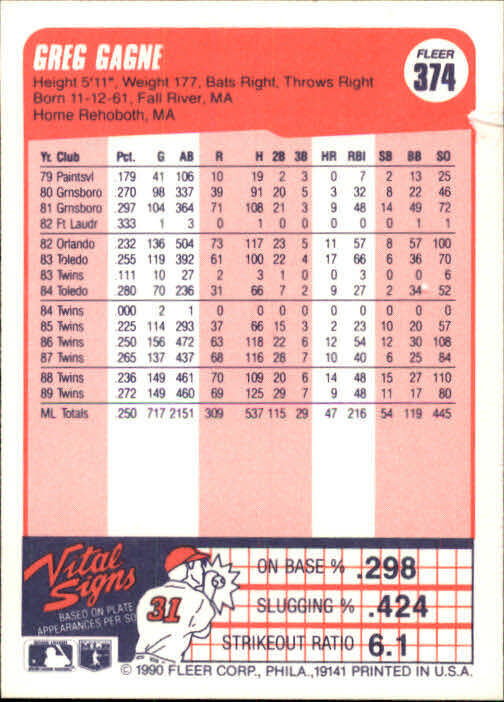 GREG GAGNE
FLEER
374
Height 5'11", Weight 177, Bats Right, Throws Right
Born 11-12-61, Fall River, MA
Home Rehoboth, MA
Yr. Club Pct. G AB R H 2B 3B HR RBI SB BB SO
79 Paintsvl .179 41 106 10 19 2 3 0 7 2 13 25
80 Grnsboro .270 98 337 39 91 20 5 3 32 8 22 46
81 Grnsboro .297 104 364 71 108 21 3 9 48 14 49 72
82 Ft Laudr .333 1 3 0 1 0 0 0 0 0 1 1
82 Orlando .232 136 504 73 117 23 5 11 57 8 57 100
83 Toledo .255 119 392 61 100 22 4 17 66 6 36 70
83 Twins .111 10 27 2 3 1 0 0 3 0 0 6
84 Toledo .280 70 236 31 66 7 2 9 27 2 34 52
84 Twins .000 2 1 0 0 0 0 0 0 0 0 0
85 Twins .225 114 293 37 66 15 3 2 23 10 20 57
86 Twins .250 156 472 63 118 22 6 12 54 12 30 108
87 Twins .265 137 437 68 116 28 7 10 40 6 25 84
88 Twins .236 149 461 70 109 20 6 14 48 15 27 110
89 Twins .272 149 460 69 125 29 7 9 48 11 17 80
ML Totals .250 717 2151 309 537 115 29 47 216 54 119 445
Vital Signs
BASED ON PLATE
APPEARANCES PER SO
31
ON BASE % .298
SLUGGING % .424
STRIKEOUT RATIO 6.1
© 1990 FLEER CORP., PHILA., 19141 PRINTED IN U.S.A.